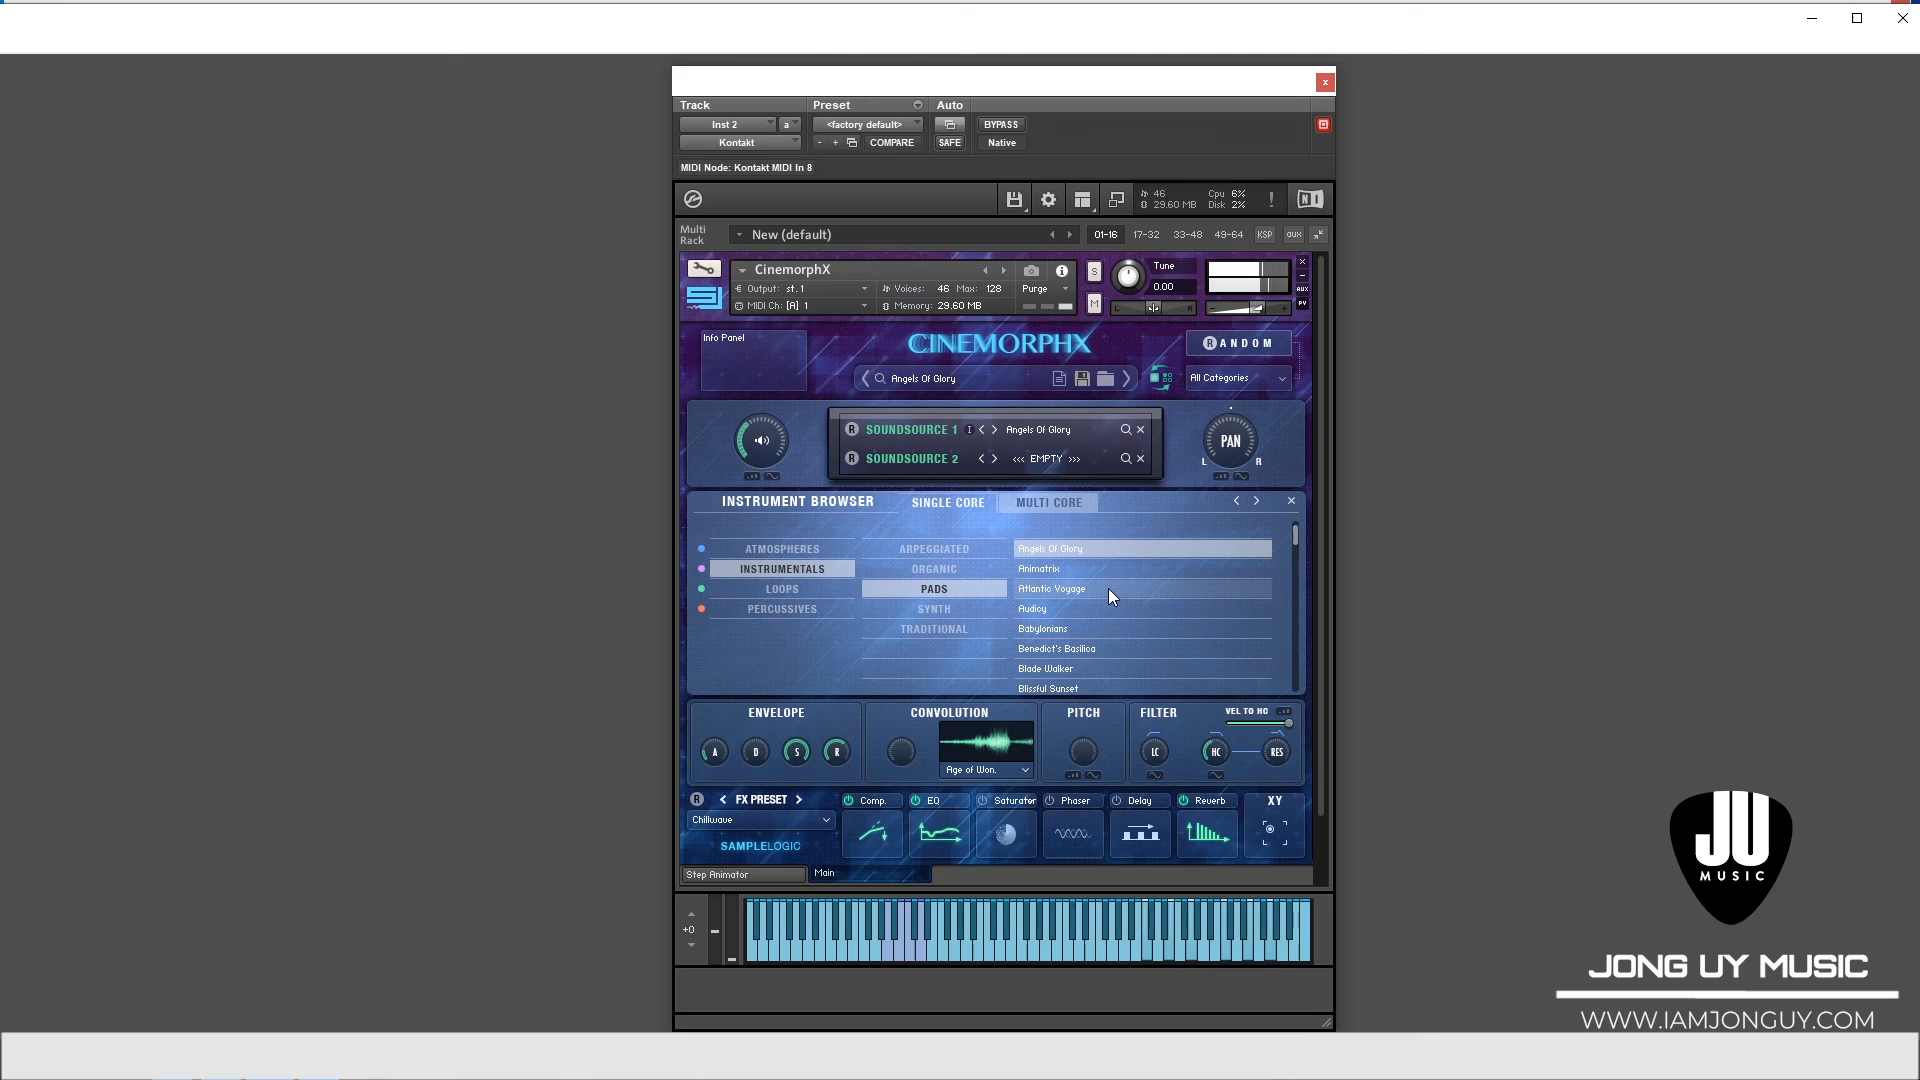 Track
Preset
Auto
Inst 2
a
<factory default>
BYPASS
Kontakt
- +
COMPARE
SAFE
Native
MIDI Node: Kontakt MIDI In 8
46
29.60 MB
Cpu 6%
Disk 2%
!
NI
Multi
Rack
New (default)
01-16
17-32
33-48
49-64
KSP
aux
CinemorphX
Output: st.1
Voices: 46 Max: 128
Purge
MIDI Ch: [A] 1
Memory: 29.60 MB
S
M
Tune
0.00
L R
AUX
PV
Info Panel
CINEMORPHX
RANDOM
Angels Of Glory
All Categories
R SOUNDSOURCE 1 I < > Angels Of Glory
R SOUNDSOURCE 2 < > <<< EMPTY >>>
PAN
L R
INSTRUMENT BROWSER
SINGLE CORE
MULTI CORE
ATMOSPHERES
INSTRUMENTALS
LOOPS
PERCUSSIVES
ARPEGGIATED
ORGANIC
PADS
SYNTH
TRADITIONAL
Angels Of Glory
Animatrix
Atlantic Voyage
Audicy
Babylonians
Benedict's Basilica
Blade Walker
Blissful Sunset
ENVELOPE
CONVOLUTION
PITCH
FILTER
VEL TO HC
A
D
S
R
Age of Won.
LC
HC
RES
R < FX PRESET >
Chillwave
SAMPLELOGIC
Comp.
EQ
Saturator
Phaser
Delay
Reverb
XY
Step Animator
Main
+0
JU
MUSIC
JONG UY MUSIC
WWW.IAMJONGUY.COM